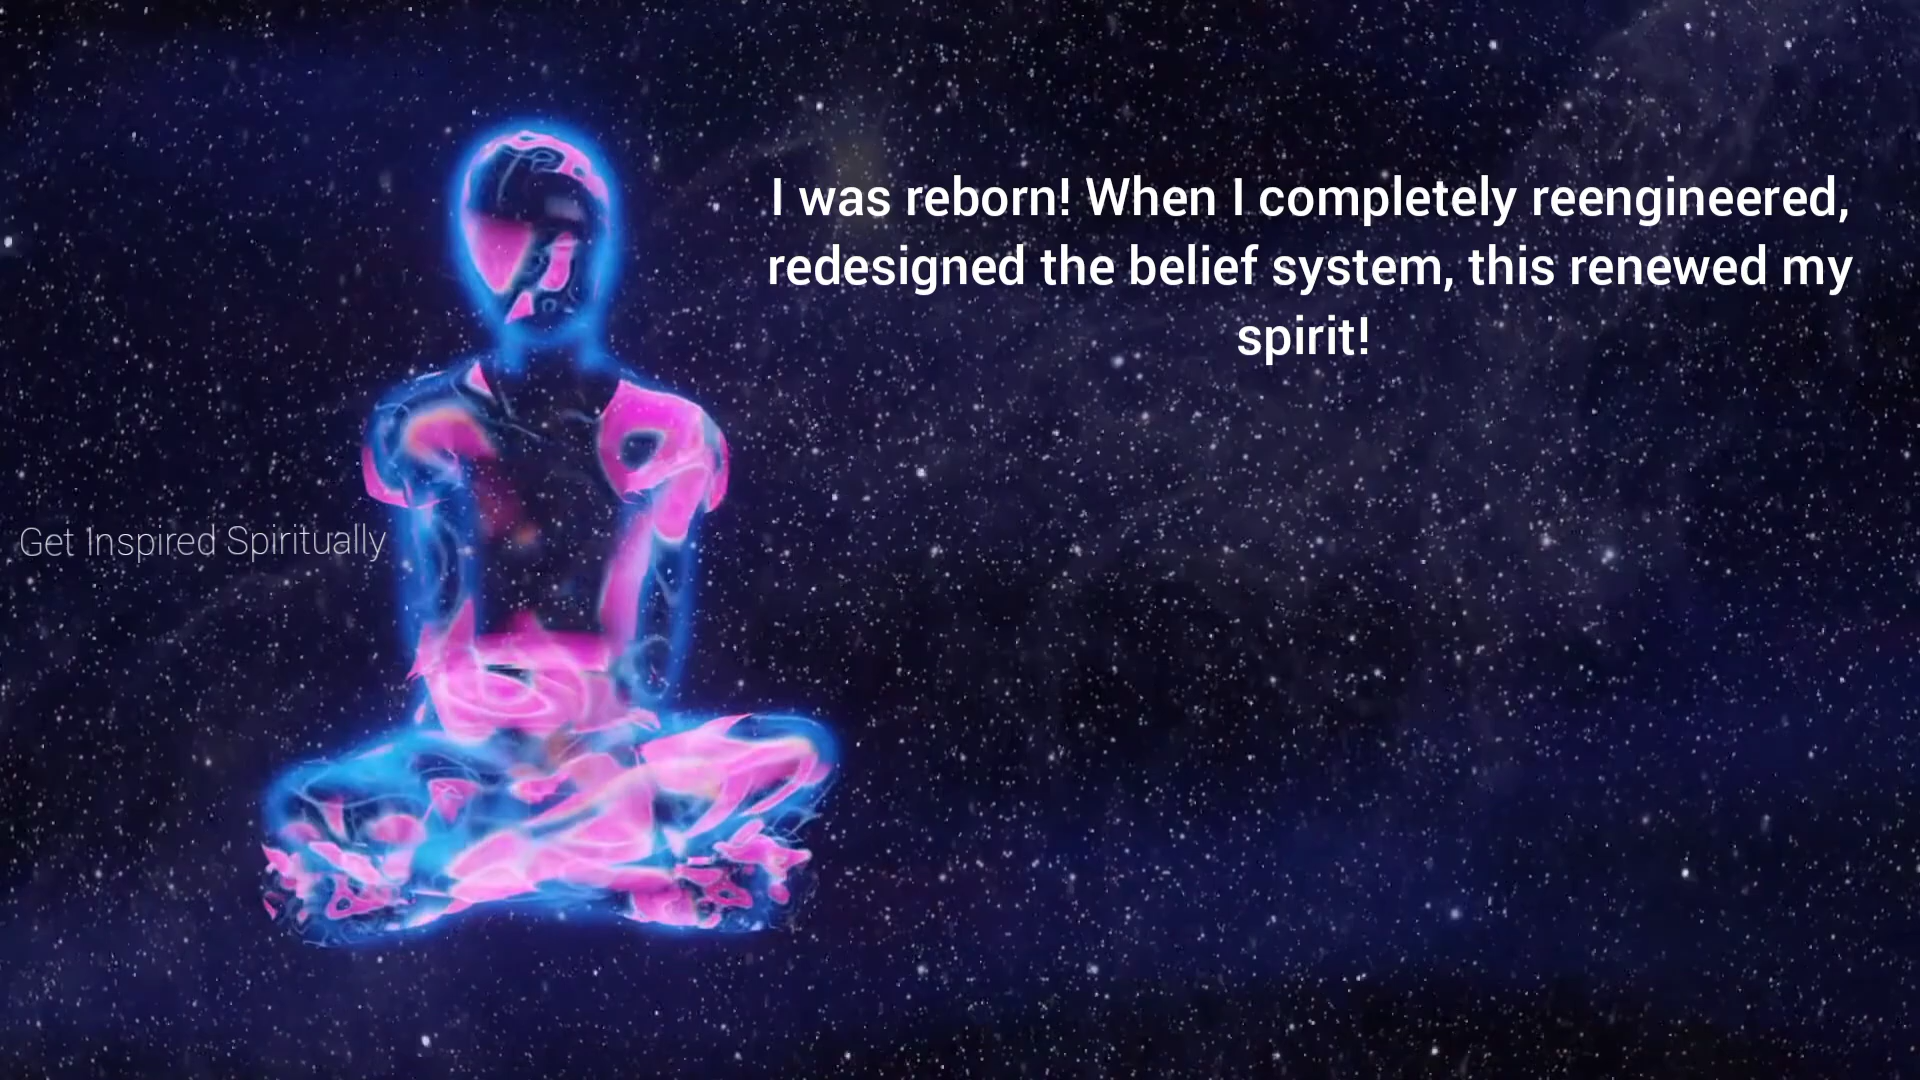 I was reborn! When I completely reengineered,
redesigned the belief system, this renewed my
spirit!
Get Inspired Spiritually